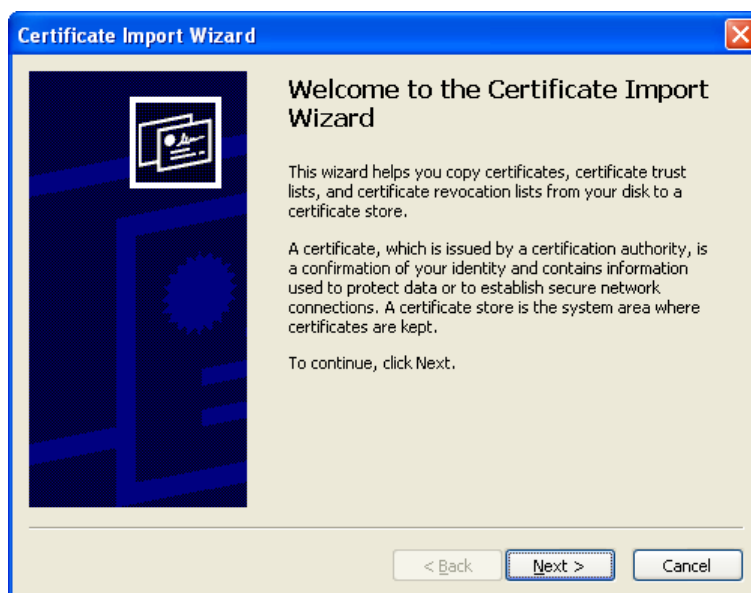 Certificate Import Wizard
Welcome to the Certificate Import
Wizard
This wizard helps you copy certificates, certificate trust
lists, and certificate revocation lists from your disk to a
certificate store.
A certificate, which is issued by a certification authority, is
a confirmation of your identity and contains information
used to protect data or to establish secure network
connections. A certificate store is the system area where
certificates are kept.
To continue, click Next.
< Back Next > Cancel